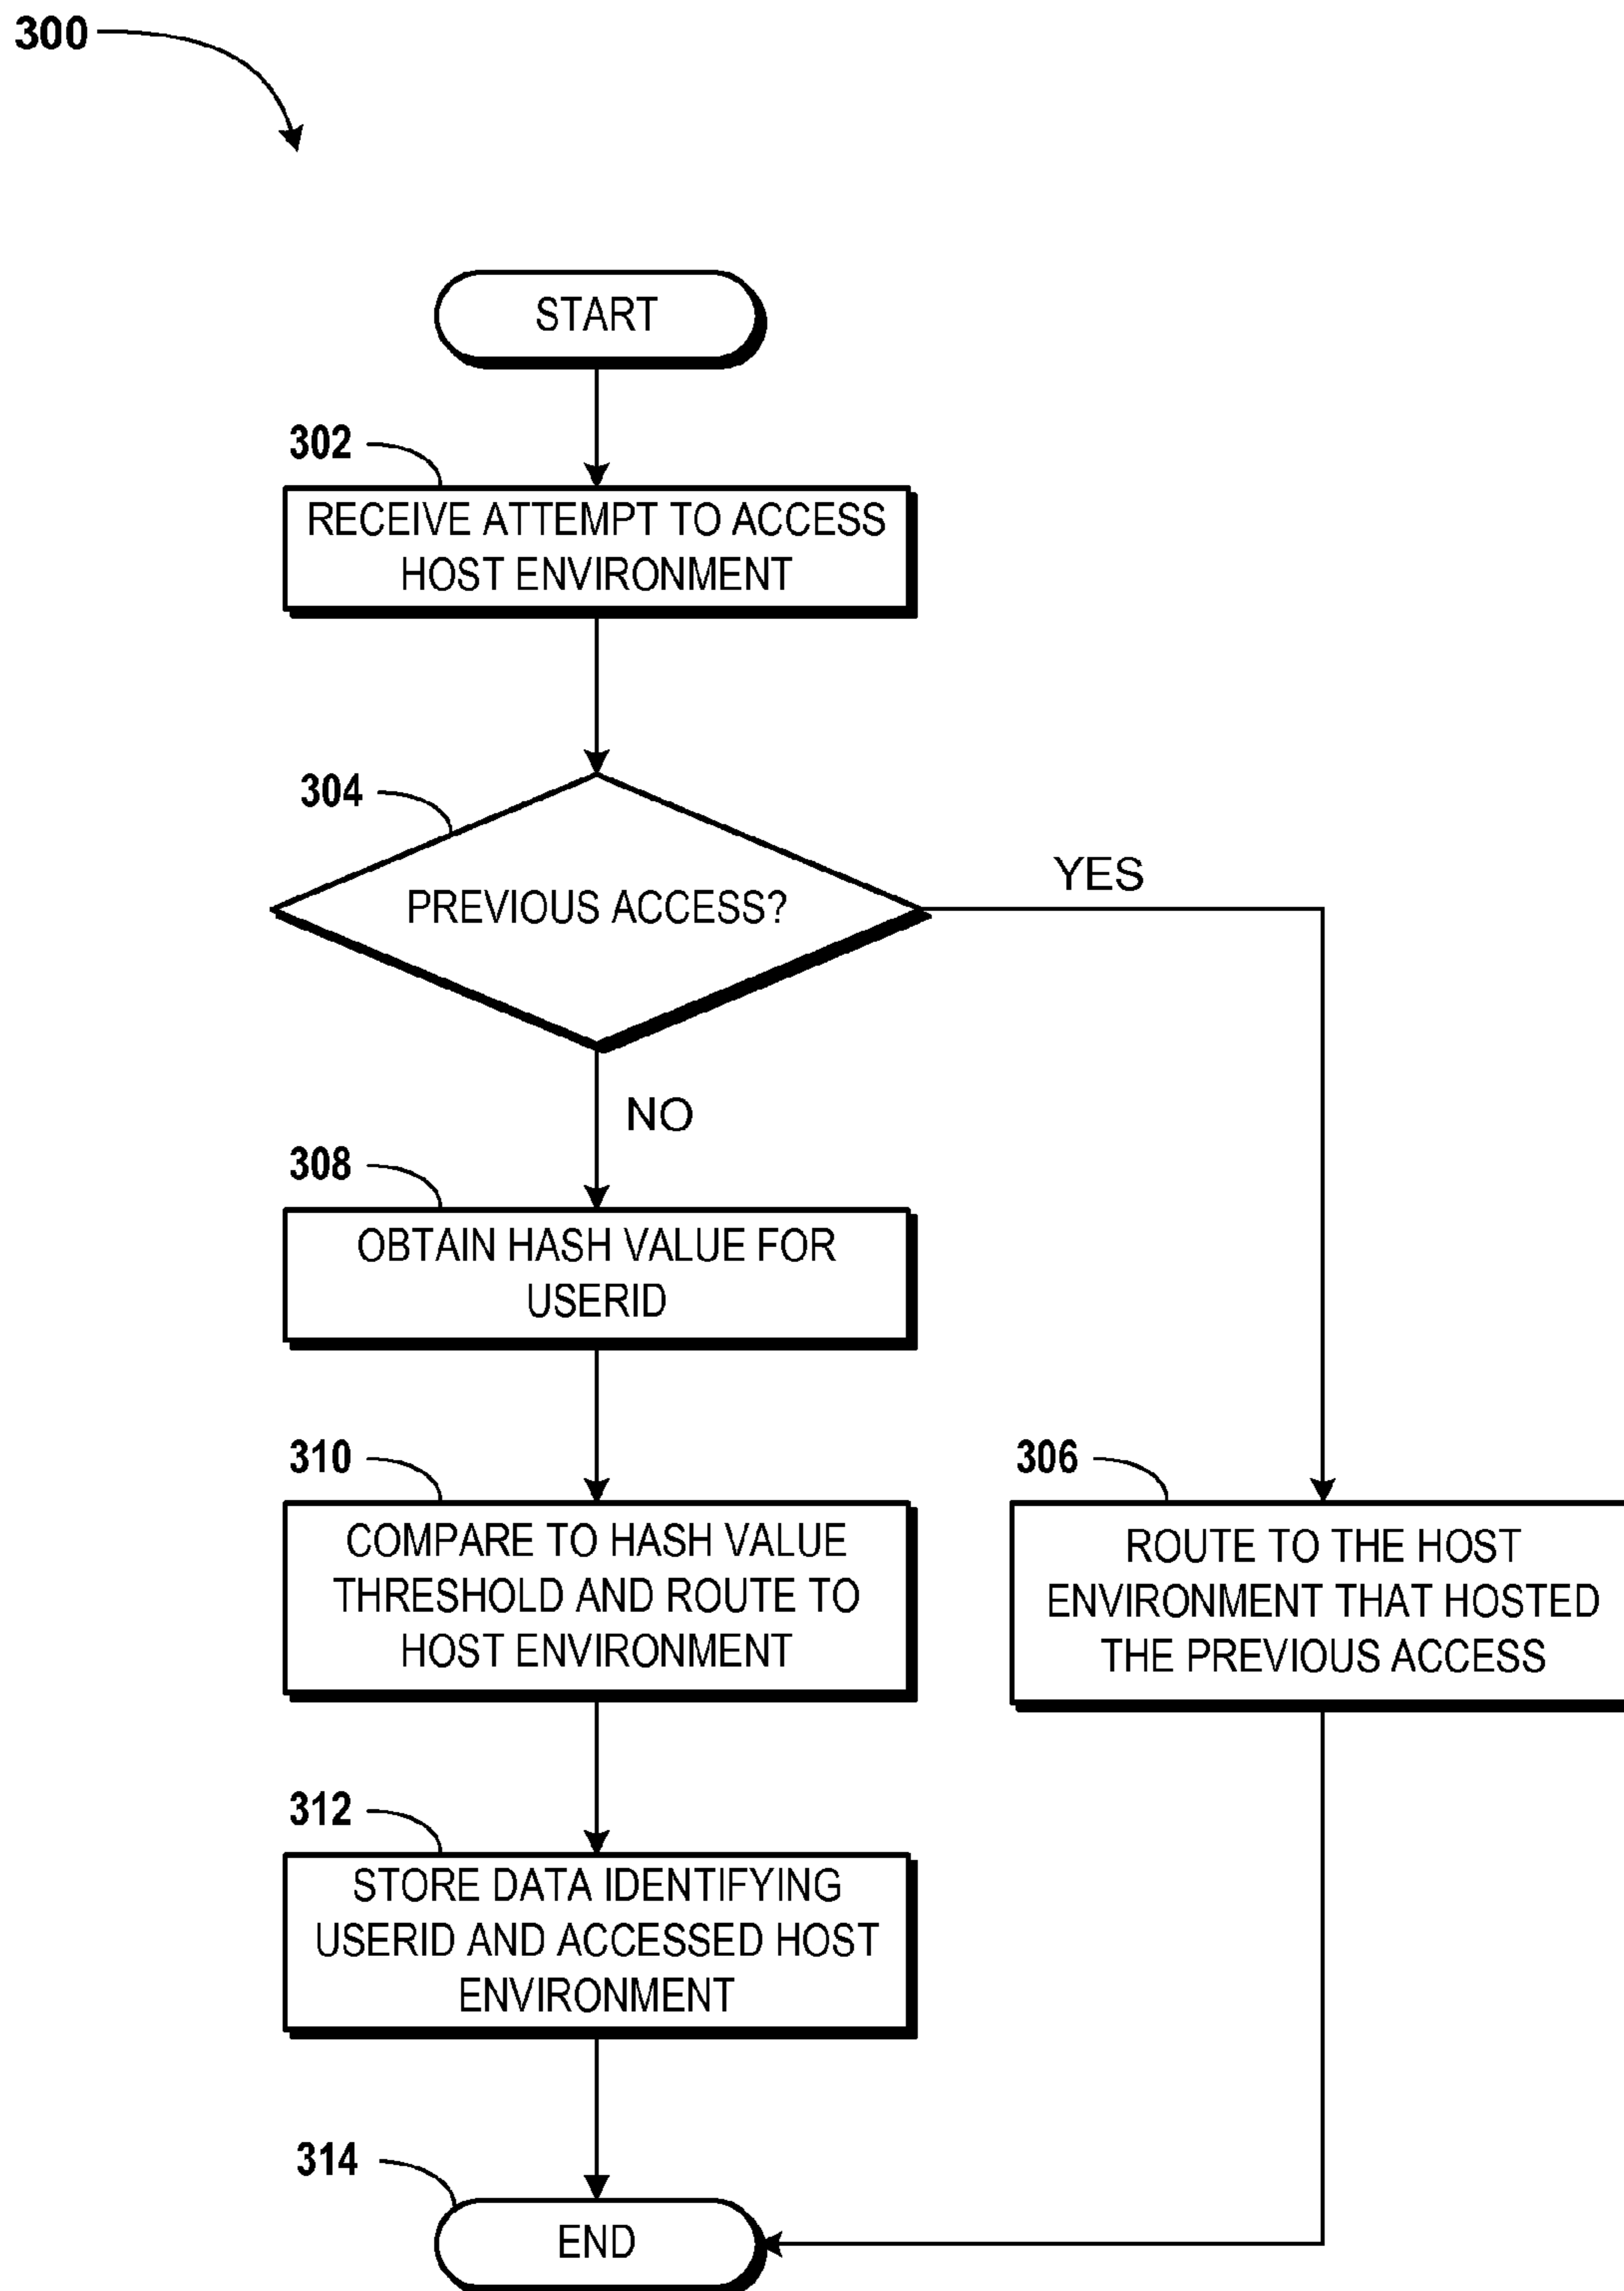 300
START
302
RECEIVE ATTEMPT TO ACCESS
HOST ENVIRONMENT
304
PREVIOUS ACCESS?
YES
NO
308
OBTAIN HASH VALUE FOR
USERID
310
COMPARE TO HASH VALUE
THRESHOLD AND ROUTE TO
HOST ENVIRONMENT
306
ROUTE TO THE HOST
ENVIRONMENT THAT HOSTED
THE PREVIOUS ACCESS
312
STORE DATA IDENTIFYING
USERID AND ACCESSED HOST
ENVIRONMENT
314
END